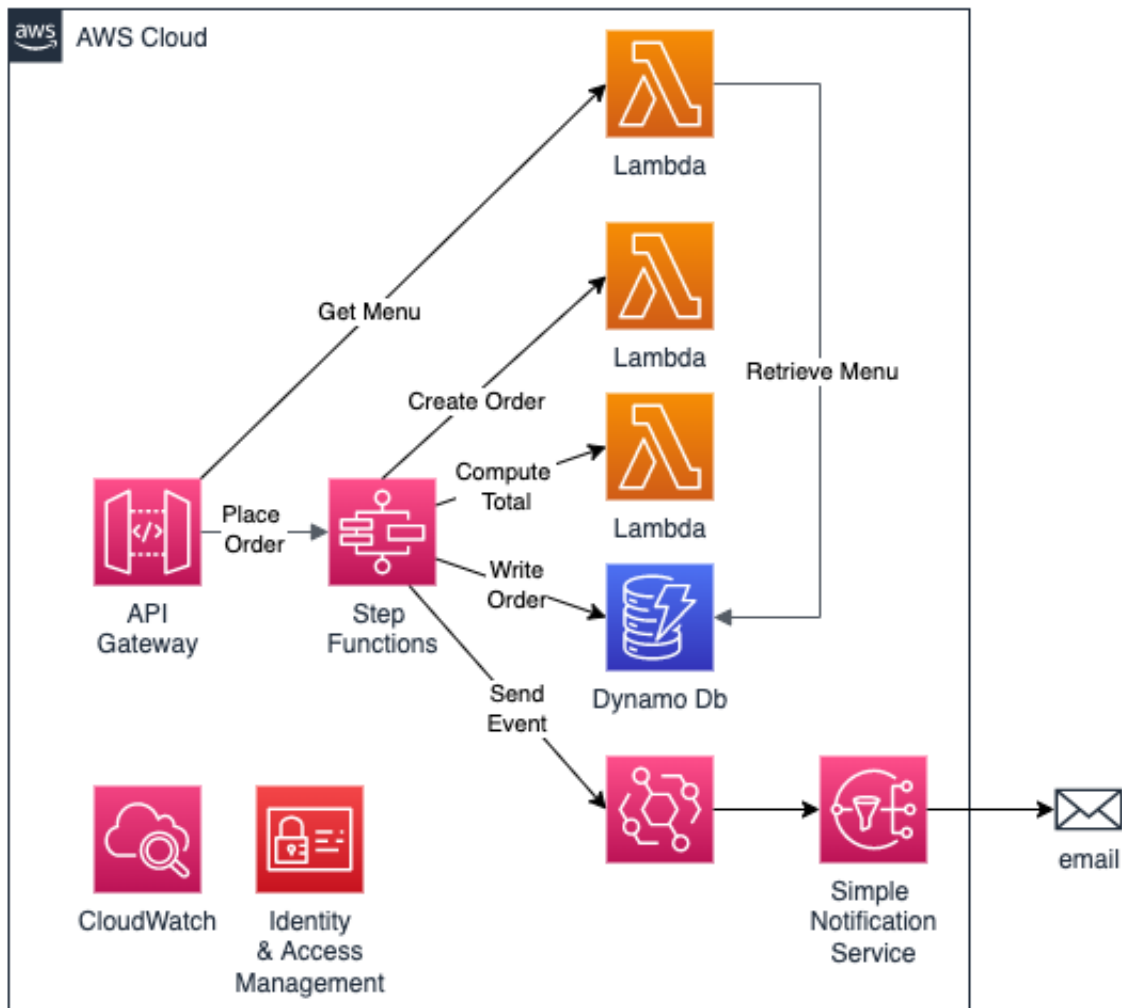 aws
AWS Cloud
Lambda
Get Menu
Lambda
Retrieve Menu
Create Order
Compute
Total
Lambda
Place
Order
</>
API
Gateway
Step
Functions
Write
Order
Dynamo Db
Send
Event
CloudWatch
Identity
& Access
Management
Simple
Notification
Service
email